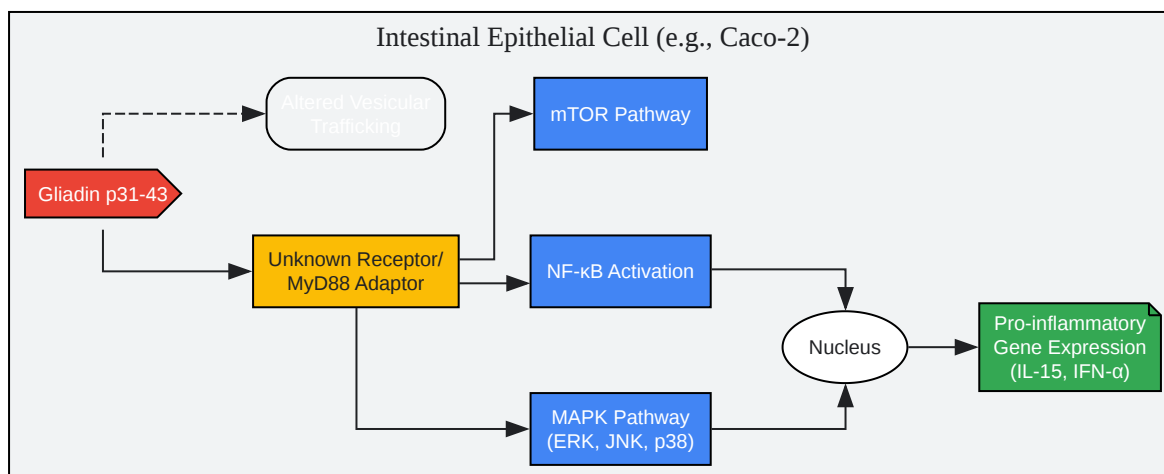 Intestinal Epithelial Cell (e.g., Caco-2)
Altered Vesicular
Trafficking
mTOR Pathway
Gliadin p31-43
Unknown Receptor/
MyD88 Adaptor
NF-κB Activation
Nucleus
Pro-inflammatory
Gene Expression
(IL-15, IFN-α)
MAPK Pathway
(ERK, JNK, p38)